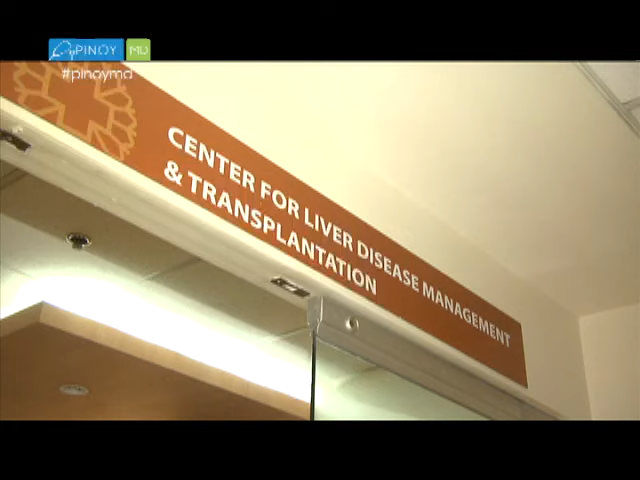 PINOY MD
#pinoymd
CENTER FOR LIVER DISEASE MANAGEMENT
& TRANSPLANTATION